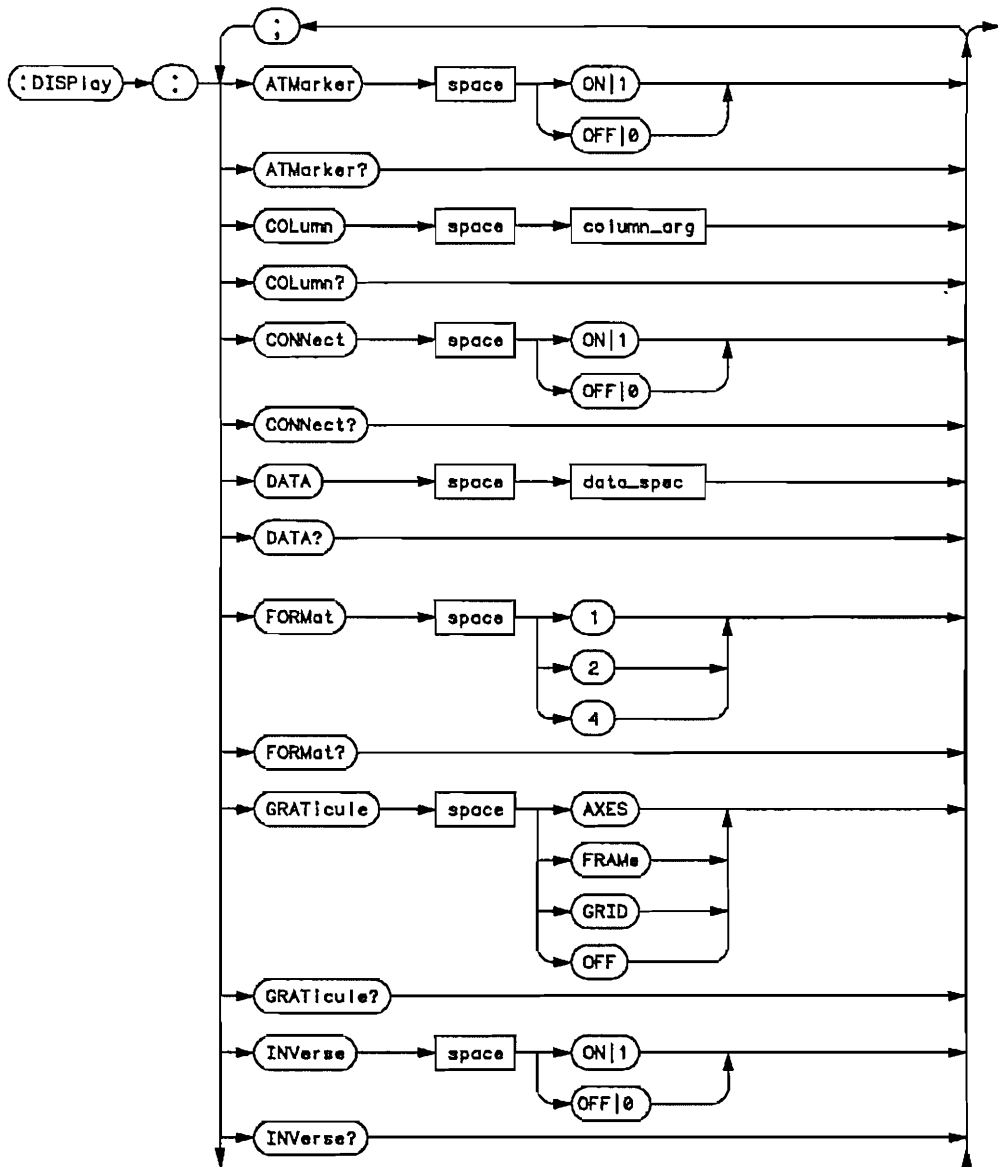 ;
:DISPlay : ATMarker space ON|1
OFF|0
ATMarker?
COLumn space column_arg
COLumn?
CONNect space ON|1
OFF|0
CONNect?
DATA space data_spec
DATA?
FORMat space 1
2
4
FORMat?
GRATicule space AXES
FRAMe
GRID
OFF
GRATicule?
INVerse space ON|1
OFF|0
INVerse?